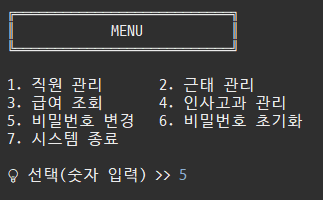 MENU
1. 직원 관리 2. 근태 관리
3. 급여 조회 4. 인사고과 관리
5. 비밀번호 변경 6. 비밀번호 초기화
7. 시스템 종료
선택(숫자 입력) >> 5